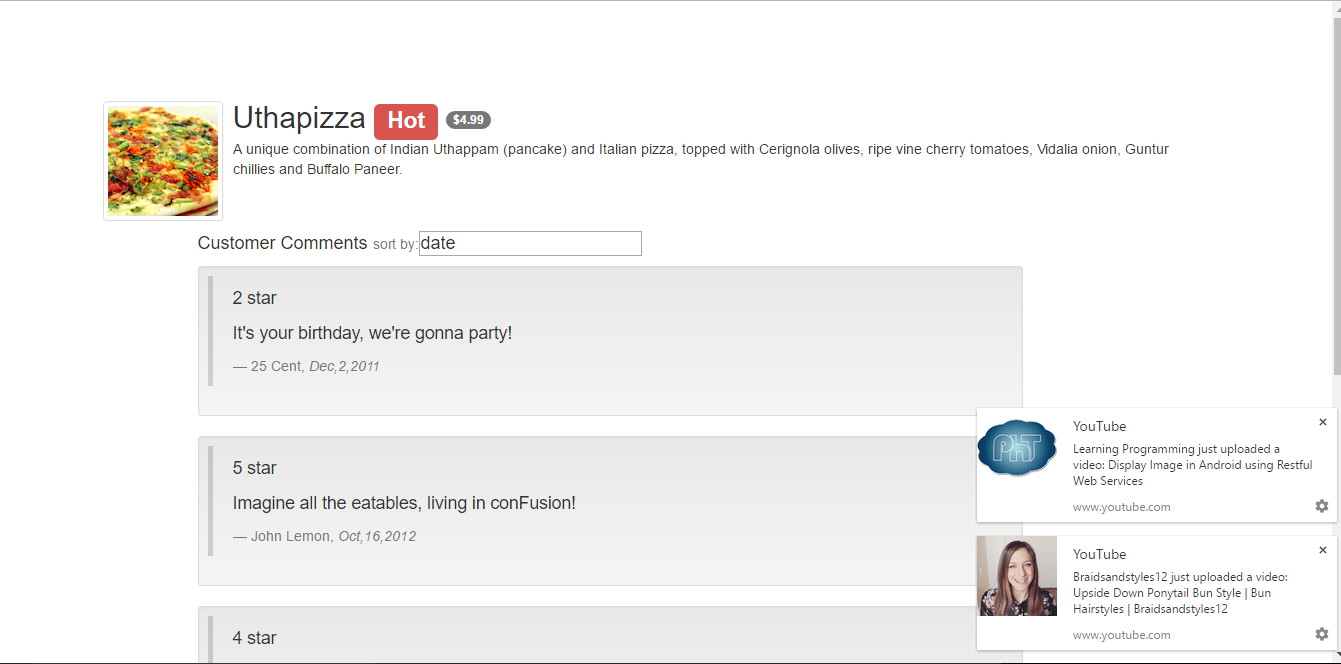 Uthapizza Hot $4.99
A unique combination of Indian Uthappam (pancake) and Italian pizza, topped with Cerignola olives, ripe vine cherry tomatoes, Vidalia onion, Guntur
chillies and Buffalo Paneer.
Customer Comments sort by: date
2 star
It's your birthday, we're gonna party!
— 25 Cent, Dec,2,2011
5 star
Imagine all the eatables, living in conFusion!
— John Lemon, Oct,16,2012
4 star
PHT
YouTube
Learning Programming just uploaded a
video: Display Image in Android using Restful
Web Services
www.youtube.com
YouTube
Braidsandstyles12 just uploaded a video:
Upside Down Ponytail Bun Style | Bun
Hairstyles | Braidsandstyles12
www.youtube.com